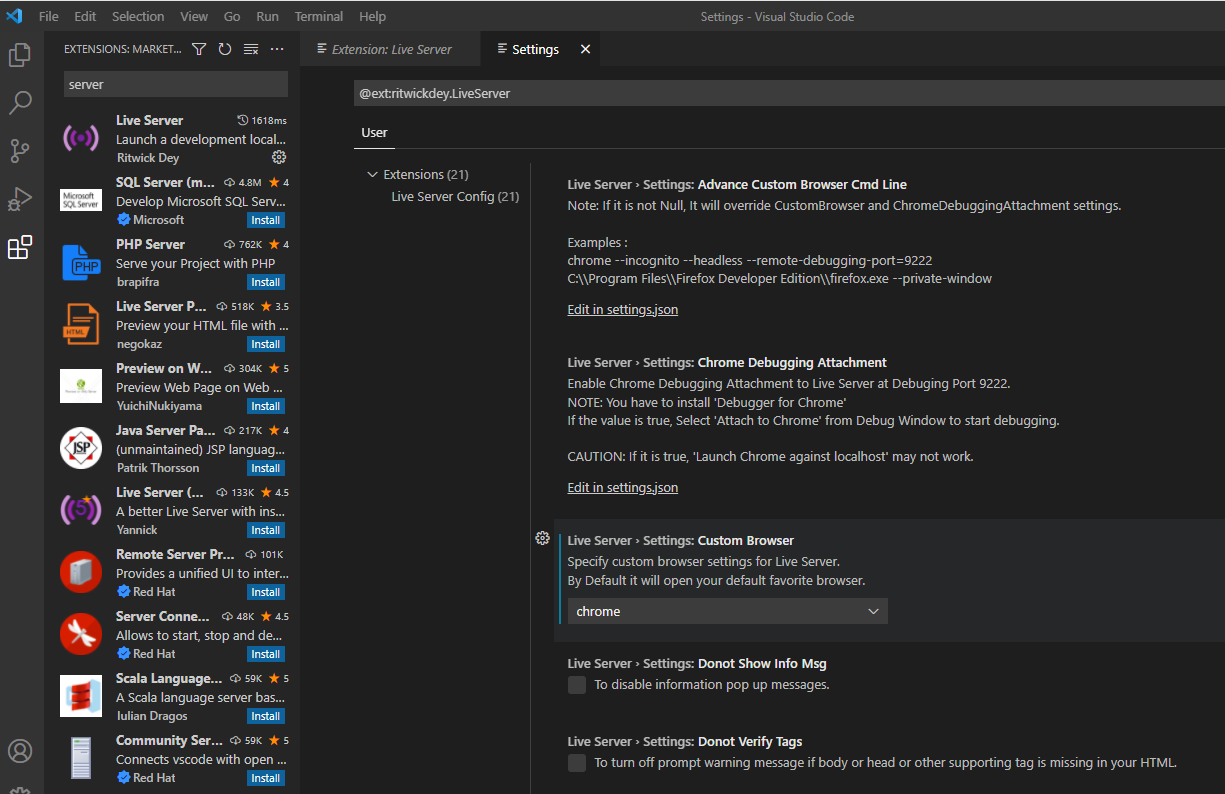 File Edit Selection View Go Run Terminal Help
Settings - Visual Studio Code
EXTENSIONS: MARKET...
server
Live Server 1618ms
Launch a development local...
Ritwick Dey
SQL Server (m... 4.8M 4
Develop Microsoft SQL Serv...
Microsoft Install
Microsoft
SQL Server
PHP Server 762K 4
Serve your Project with PHP
brapifra Install
PHP
Live Server P... 518K 3.5
Preview your HTML file with ...
negokaz Install
HTML
Preview on W... 304K 5
Preview Web Page on Web ...
YuichiNukiyama Install
Java Server Pa... 217K 4
(unmaintained) JSP languag...
Patrik Thorsson Install
JSP
Live Server (... 133K 4.5
A better Live Server with ins...
Yannick Install
5
Remote Server Pr... 101K
Provides a unified UI to inter...
Red Hat Install
Server Conne... 48K 4.5
Allows to start, stop and de...
Red Hat Install
Scala Language... 59K 5
A Scala language server bas...
Iulian Dragos Install
Community Ser... 59K 5
Connects vscode with open ...
Red Hat Install
Extension: Live Server
Settings
@ext:ritwickdey.LiveServer
User
Extensions (21)
Live Server Config (21)
Live Server › Settings: Advance Custom Browser Cmd Line
Note: If it is not Null, It will override CustomBrowser and ChromeDebuggingAttachment settings.
Examples :
chrome --incognito --headless --remote-debugging-port=9222
C:\\Program Files\\Firefox Developer Edition\\firefox.exe --private-window
Edit in settings.json
Live Server › Settings: Chrome Debugging Attachment
Enable Chrome Debugging Attachment to Live Server at Debuging Port 9222.
NOTE: You have to install 'Debugger for Chrome'
If the value is true, Select 'Attach to Chrome' from Debug Window to start debugging.
CAUTION: If it is true, 'Launch Chrome against localhost' may not work.
Edit in settings.json
Live Server › Settings: Custom Browser
Specify custom browser settings for Live Server.
By Default it will open your default favorite browser.
chrome
Live Server › Settings: Donot Show Info Msg
To disable information pop up messages.
Live Server › Settings: Donot Verify Tags
To turn off prompt warning message if body or head or other supporting tag is missing in your HTML.